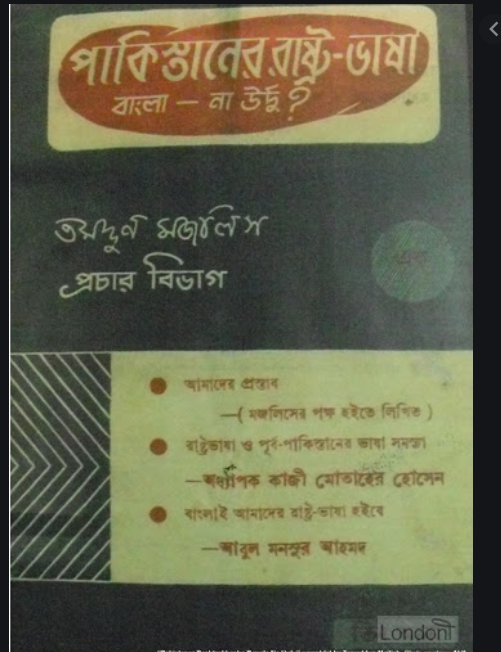 পাকিস্তানের রাষ্ট্র-ভাষা
বাংলা — না উর্দু?
তমদ্দুন মজলিস
প্রচার বিভাগ
আমাদের প্রস্তাব
—( মজলিসের পক্ষ হইতে লিখিত )
রাষ্ট্রভাষা ও পূর্ব-পাকিস্তানের ভাষা সমস্যা
—অধ্যাপক কাজী মোতাহের হোসেন
বাংলাই আমাদের রাষ্ট্র-ভাষা হইবে
—আবুল মনসুর আহমদ
London